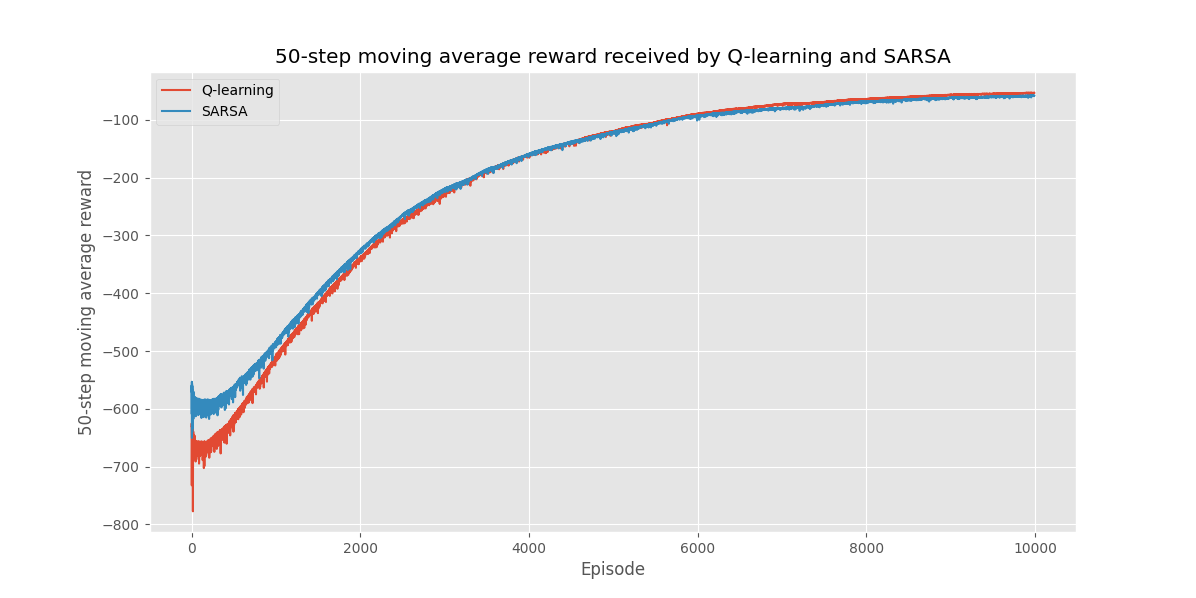 50-step moving average reward received by Q-learning and SARSA
Q-learning
SARSA
−100
−200
−300
−400
−500
−600
−700
−800
50-step moving average reward
0 2000 4000 6000 8000 10000
Episode